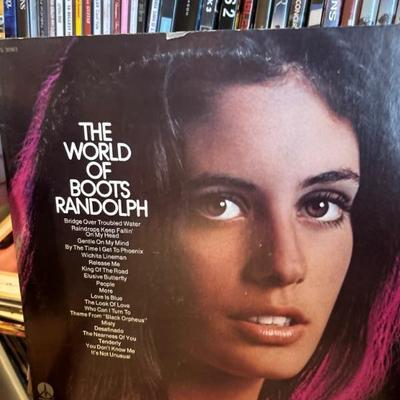 THE
WORLD
OF
BOOTS
RANDOLPH
Bridge Over Troubled Water
Raindrops Keep Fallin'
On My Head
Gentle On My Mind
By The Time I Get To Phoenix
Wichita Lineman
Release Me
King Of The Road
Elusive Butterfly
People
More
Love Is Blue
The Look Of Love
Who Can I Turn To
Theme From "Black Orpheus"
Misty
Desafinado
The Nearness Of You
Tenderly
You Don't Know Me
It's Not Unusual